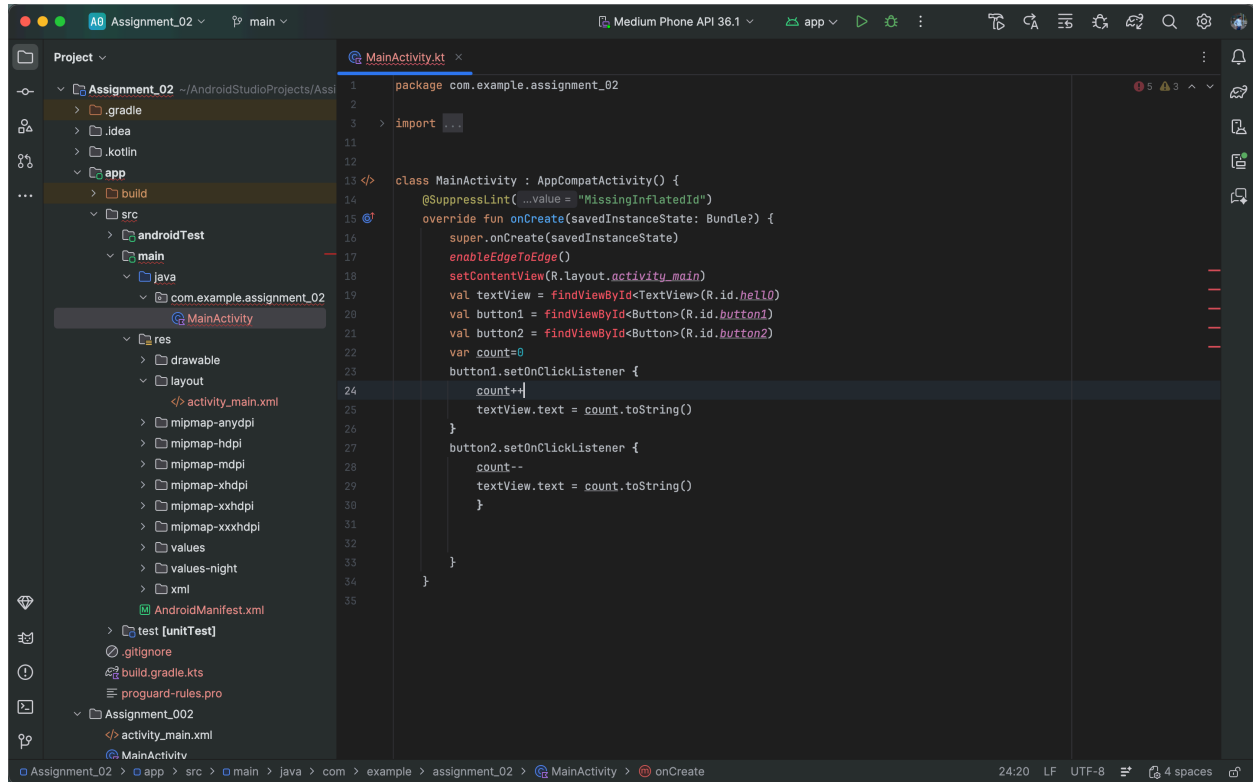 A0 Assignment_02 main Medium Phone API 36.1 app
Project
MainActivity.kt
Assignment_02 ~/AndroidStudioProjects/Assi
.gradle
.idea
.kotlin
app
build
src
androidTest
main
java
com.example.assignment_02
MainActivity
res
drawable
layout
</> activity_main.xml
mipmap-anydpi
mipmap-hdpi
mipmap-mdpi
mipmap-xhdpi
mipmap-xxhdpi
mipmap-xxxhdpi
values
values-night
xml
M AndroidManifest.xml
test [unitTest]
.gitignore
build.gradle.kts
proguard-rules.pro
Assignment_002
</> activity_main.xml
MainActivity
5 3
1 package com.example.assignment_02
2
3 import ...
11
12
13 </> class MainActivity : AppCompatActivity() {
14 @SuppressLint( ...value = "MissingInflatedId")
15 override fun onCreate(savedInstanceState: Bundle?) {
16 super.onCreate(savedInstanceState)
17 enableEdgeToEdge()
18 setContentView(R.layout.activity_main)
19 val textView = findViewById<TextView>(R.id.hellO)
20 val button1 = findViewById<Button>(R.id.button1)
21 val button2 = findViewById<Button>(R.id.button2)
22 var count=0
23 button1.setOnClickListener {
24 count++
25 textView.text = count.toString()
26 }
27 button2.setOnClickListener {
28 count--
29 textView.text = count.toString()
30 }
31
32
33 }
34 }
35
Assignment_02 > app > src > main > java > com > example > assignment_02 > MainActivity > m onCreate 24:20 LF UTF-8 4 spaces